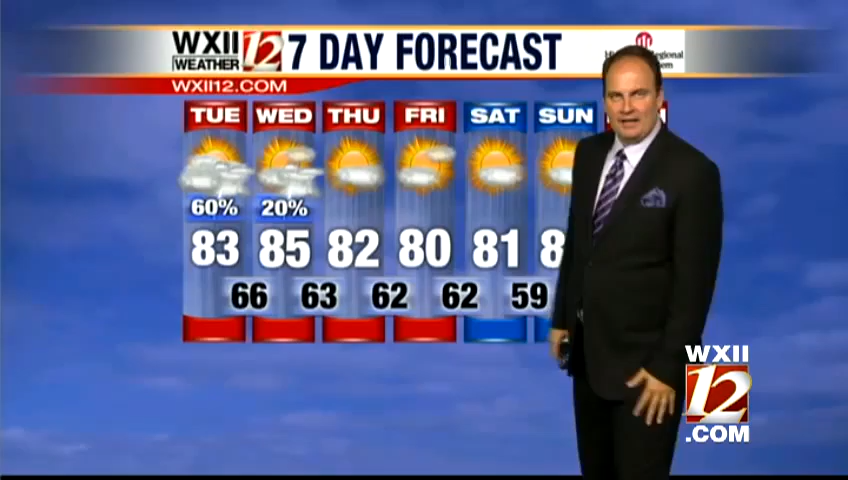 WXII 12 7 DAY FORECAST
WEATHER
WXII12.COM
TUE WED THU FRI SAT SUN
60% 20%
83 85 82 80 81 8
66 63 62 62 59
WXII
12
.COM